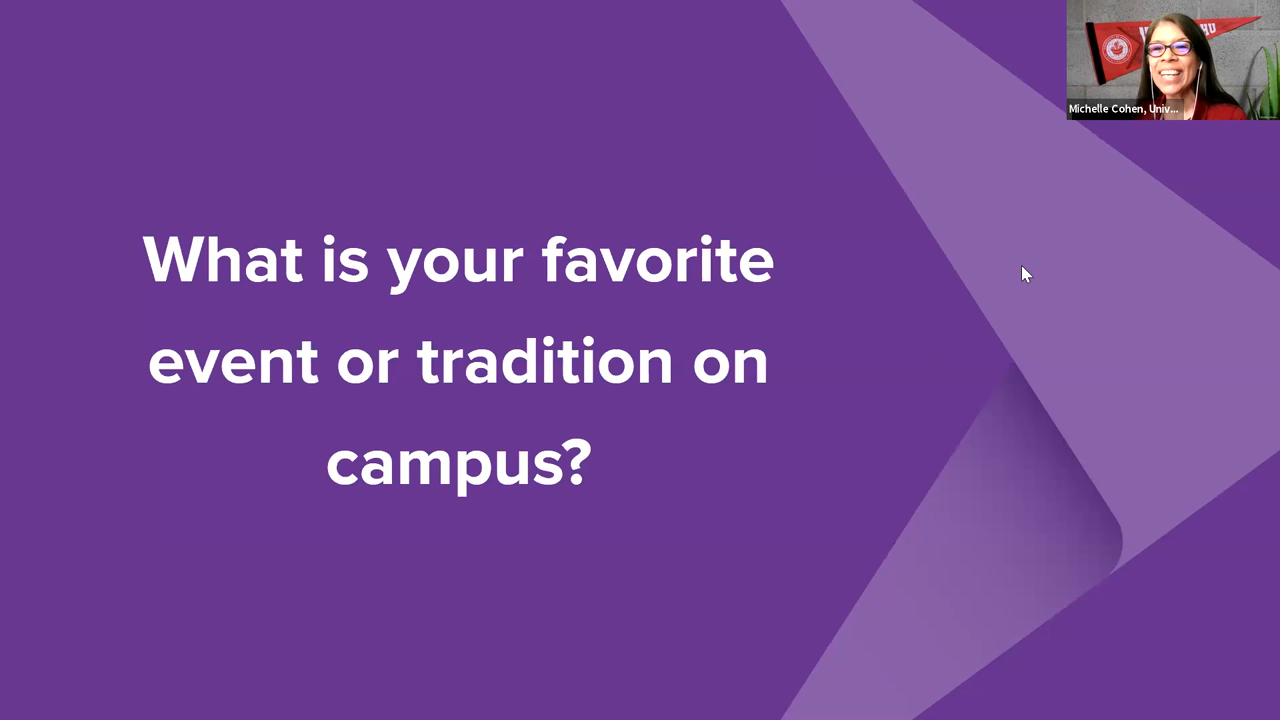 What is your favorite
event or tradition on
campus?
Michelle Cohen, Univ...